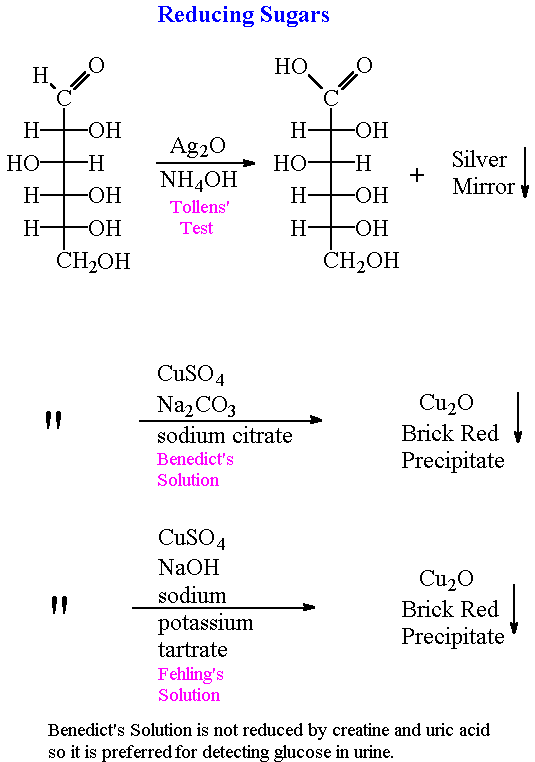 Reducing Sugars
H O
C
H OH
HO H
H OH
H OH
CH₂OH
Ag₂O
NH₄OH
Tollens'
Test
HO O
C
H OH
HO H
H OH
H OH
CH₂OH
+
Silver
Mirror
"
CuSO₄
Na₂CO₃
sodium citrate
Benedict's
Solution
Cu₂O
Brick Red
Precipitate
"
CuSO₄
NaOH
sodium
potassium
tartrate
Fehling's
Solution
Cu₂O
Brick Red
Precipitate
Benedict's Solution is not reduced by creatine and uric acid
so it is preferred for detecting glucose in urine.